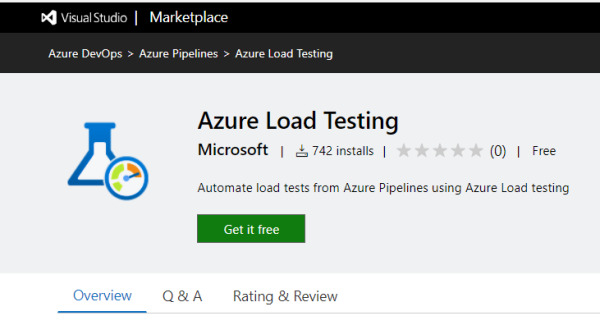 Visual Studio | Marketplace
Azure DevOps > Azure Pipelines > Azure Load Testing
Azure Load Testing
Microsoft | 742 installs | (0) | Free
Automate load tests from Azure Pipelines using Azure Load testing
Get it free
Overview Q & A Rating & Review